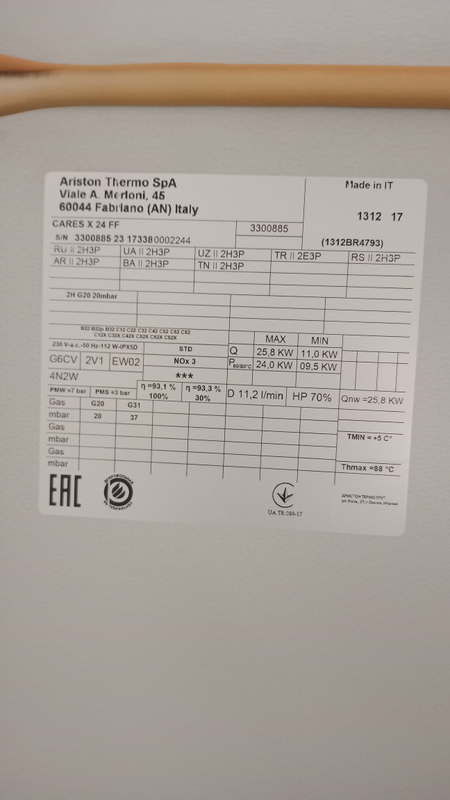 Ariston Thermo SpA
Viale A. Merloni, 45
60044 Fabriano (AN) Italy
Made in IT
1312 17
CARES X 24 FF
3300885
S/N 3300885 23 173380002244
(1312BR4793)
RU II 2H3P UA II 2H3P UZ II 2H3P TR II 2E3P RS II 2H3P
AR II 2H3P BA II 2H3P TN II 2H3P
2H G20 20mbar
MAX MIN
230 V-a.c.-50 Hz-112 W-IPX5D STD Q 25,8 KW 11,0 KW
G6CV 2V1 EW02 NOx 3 P 60/80°C 24,0 KW 09,5 KW
4N2W ***
PMW =7 bar PMS =3 bar η =93,1 % 100% η =93,3 % 30% D 11,2 l/min HP 70% Qnw =25,8 KW
Gas G20 G31
mbar 20 37
Gas
mbar
TMIN = +5 C°
Gas
mbar
Thmax =88 °C
EAC
UA.TR.089-17